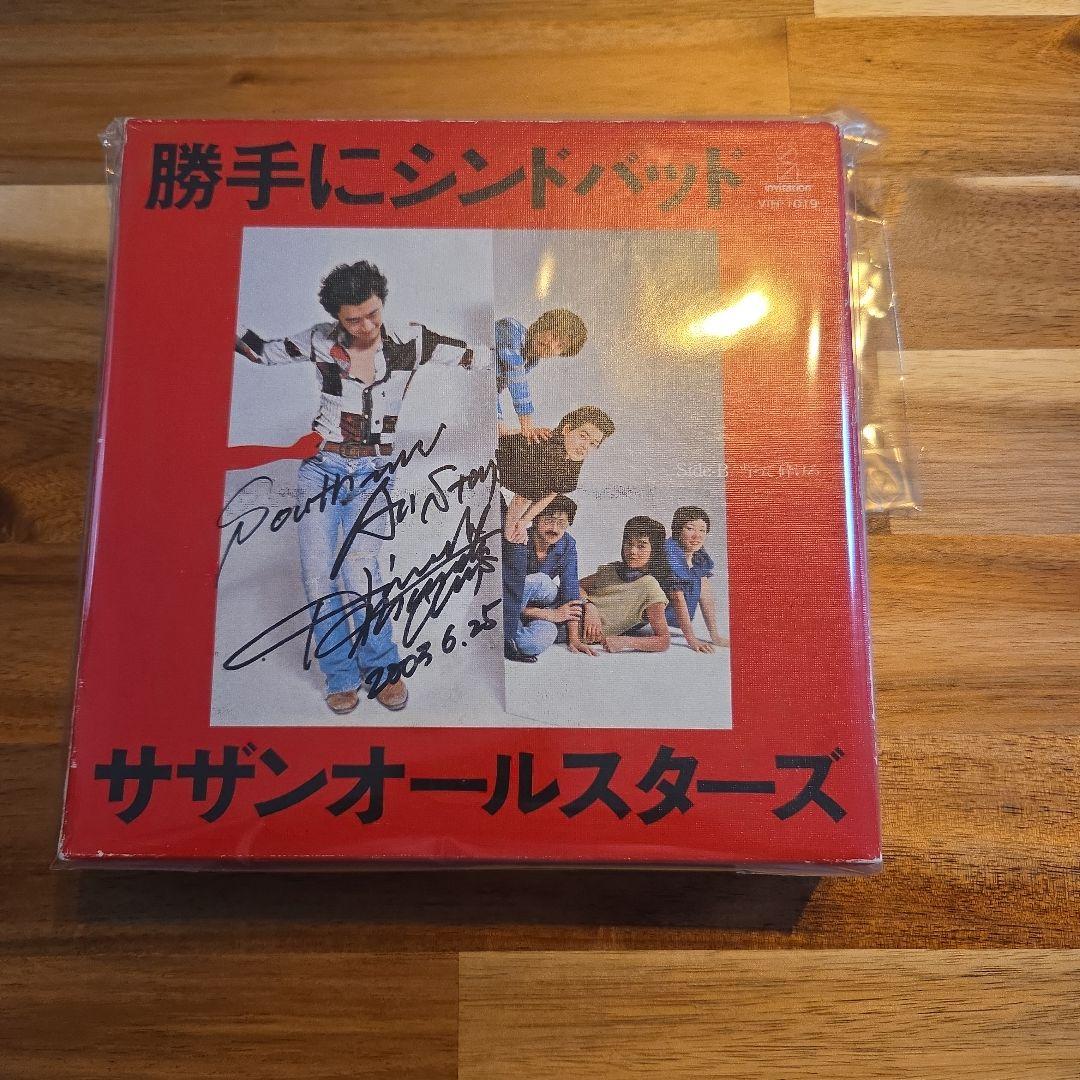 勝手にシンドバッド
invitation
VIH-1019
Southern
All Stars
2003 6.25
サザンオールスターズ